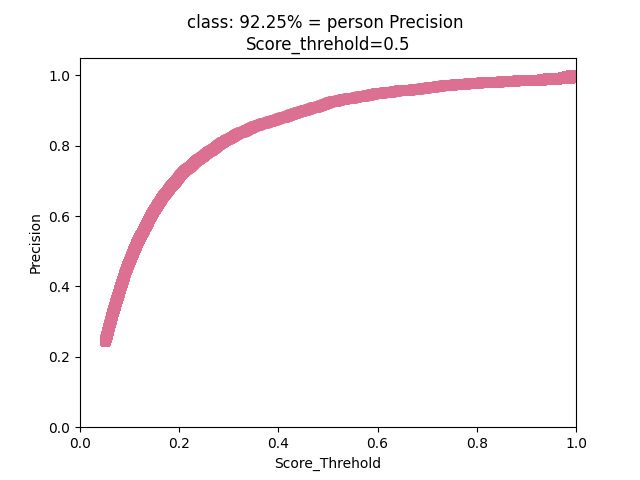 class: 92.25% = person Precision
Score_threhold=0.5
1.0
0.8
0.6
0.4
0.2
0.0
Precision
0.0 0.2 0.4 0.6 0.8 1.0
Score_Threhold